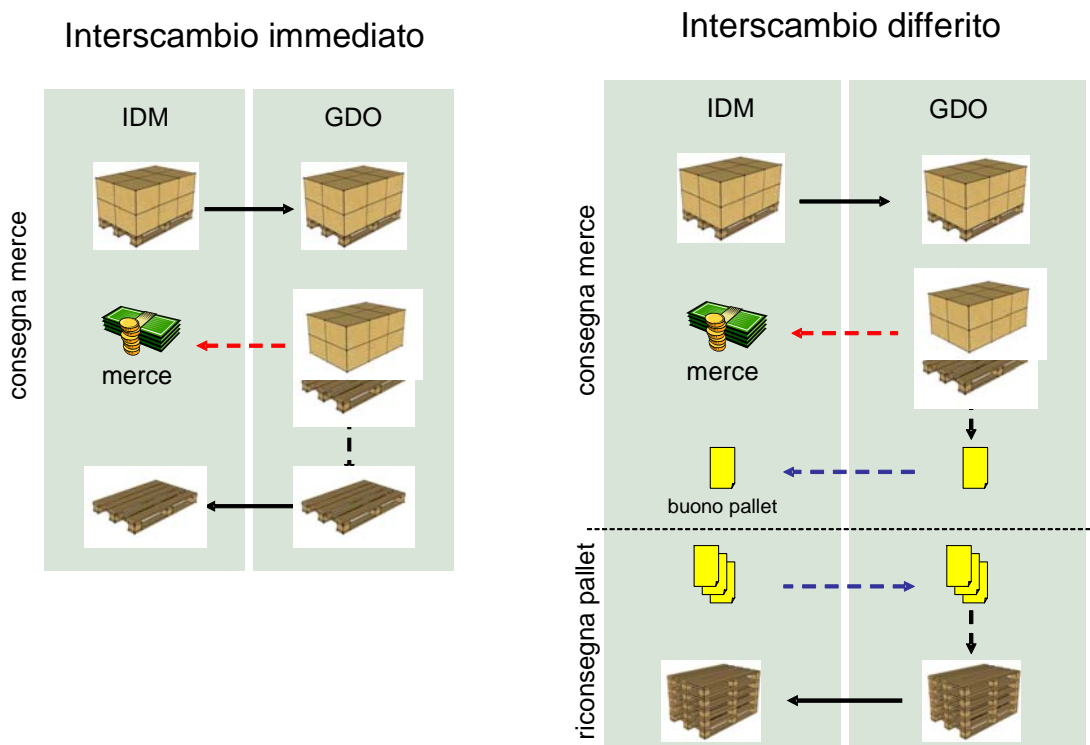 Interscambio immediato
IDM
GDO
consegna merce
merce
Interscambio differito
IDM
GDO
consegna merce
merce
buono pallet
riconsegna pallet